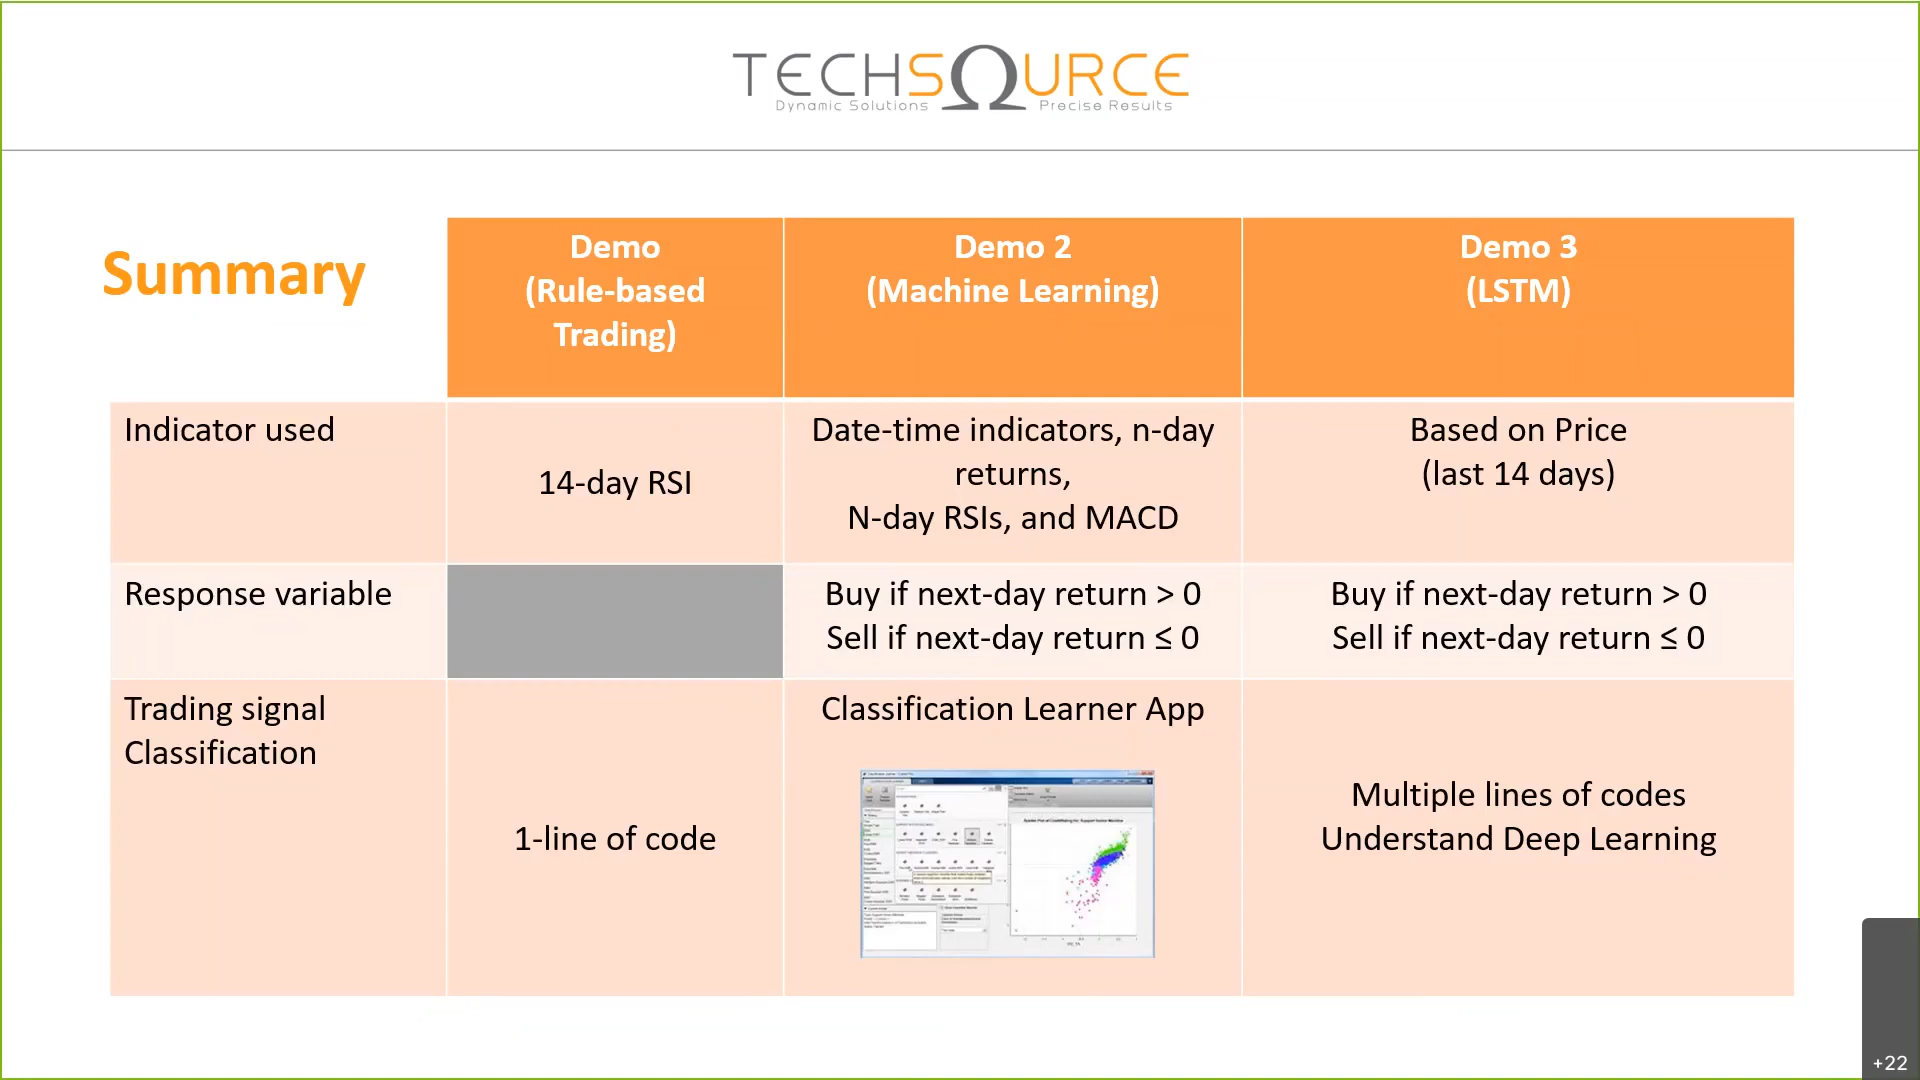 TECHSOURCE
Dynamic Solutions Precise Results
Summary
Demo
(Rule-based
Trading)
Demo 2
(Machine Learning)
Demo 3
(LSTM)
Indicator used
14-day RSI
Date-time indicators, n-day
returns,
N-day RSIs, and MACD
Based on Price
(last 14 days)
Response variable
Buy if next-day return > 0
Sell if next-day return ≤ 0
Buy if next-day return > 0
Sell if next-day return ≤ 0
Trading signal
Classification
1-line of code
Classification Learner App
Multiple lines of codes
Understand Deep Learning
+22